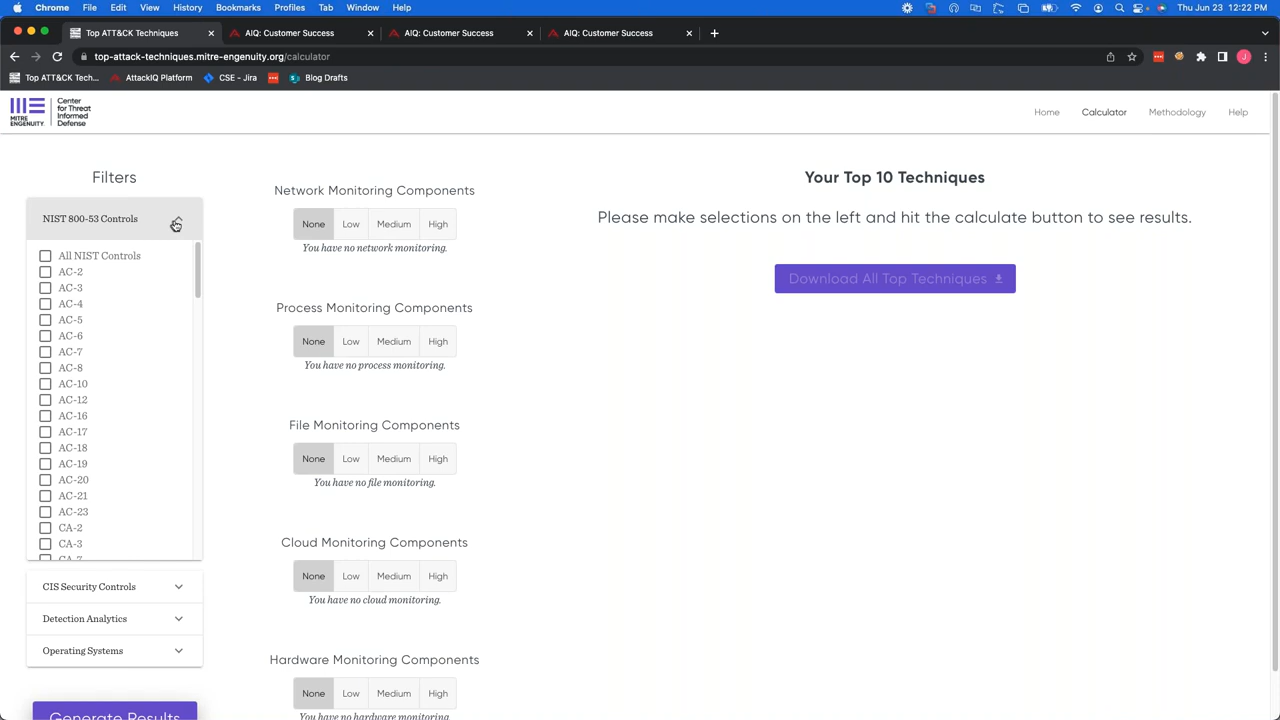 Chrome File Edit View History Bookmarks Profiles Tab Window Help Thu Jun 23 12:22 PM
Top ATT&CK Techniques AIQ: Customer Success AIQ: Customer Success AIQ: Customer Success
top-attack-techniques.mitre-engenuity.org/calculator
Top ATT&CK Tech... AttackIQ Platform CSE - Jira Blog Drafts
MITRE ENGENUITY
Center for Threat Informed Defense
Home Calculator Methodology Help
Filters
NIST 800-53 Controls
All NIST Controls
AC-2
AC-3
AC-4
AC-5
AC-6
AC-7
AC-8
AC-10
AC-12
AC-16
AC-17
AC-18
AC-19
AC-20
AC-21
AC-23
CA-2
CA-3
CA-7
CIS Security Controls
Detection Analytics
Operating Systems
Generate Results
Network Monitoring Components
None Low Medium High
You have no network monitoring.
Process Monitoring Components
None Low Medium High
You have no process monitoring.
File Monitoring Components
None Low Medium High
You have no file monitoring.
Cloud Monitoring Components
None Low Medium High
You have no cloud monitoring.
Hardware Monitoring Components
None Low Medium High
You have no hardware monitoring.
Your Top 10 Techniques
Please make selections on the left and hit the calculate button to see results.
Download All Top Techniques